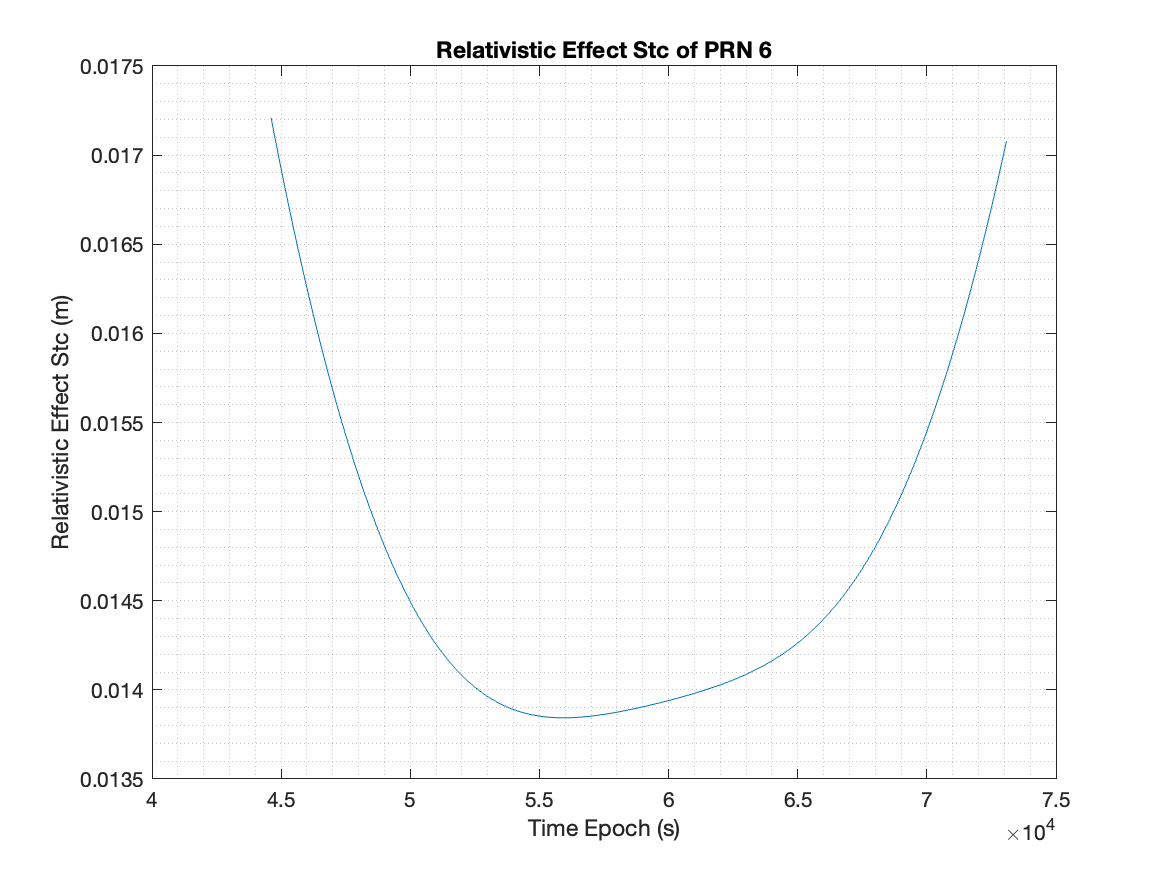 Relativistic Effect Stc of PRN 6
Relativistic Effect Stc (m)
0.0175
0.017
0.0165
0.016
0.0155
0.015
0.0145
0.014
0.0135
4 4.5 5 5.5 6 6.5 7 7.5
Time Epoch (s)
×10⁴